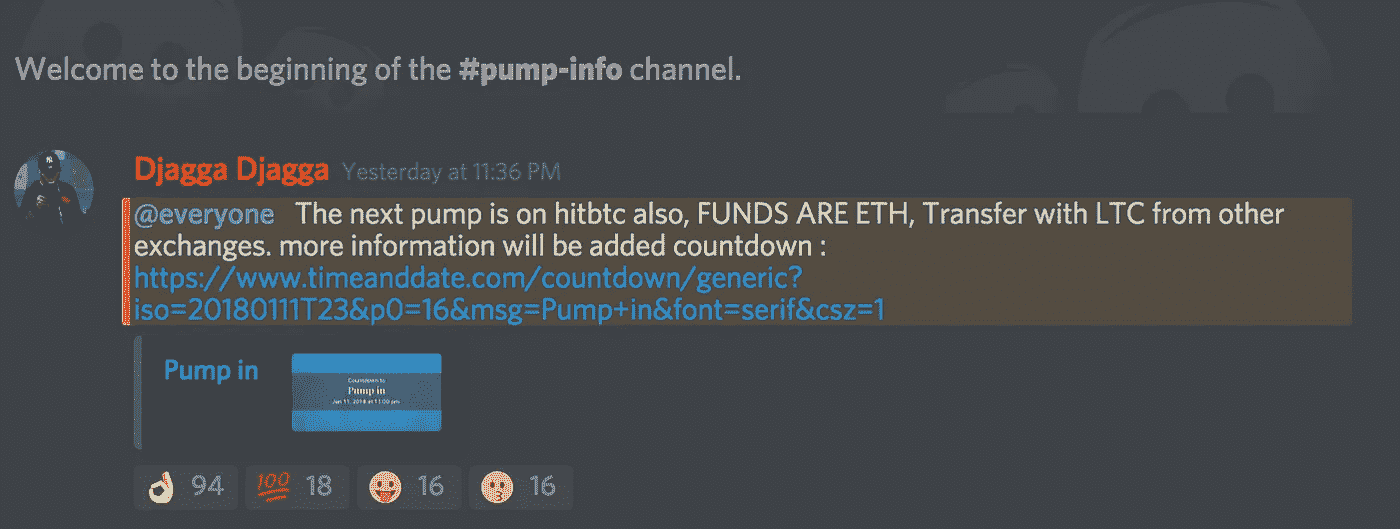 Welcome to the beginning of the #pump-info channel.
Djagga Djagga Yesterday at 11:36 PM
@everyone The next pump is on hitbtc also, FUNDS ARE ETH, Transfer with LTC from other
exchanges. more information will be added countdown :
https://www.timeanddate.com/countdown/generic?
iso=20180111T23&p0=16&msg=Pump+in&font=serif&csz=1
Pump in
Countdown to
Pump in
Jan 11, 2018 at 11:00 pm
94 100 18 16 16